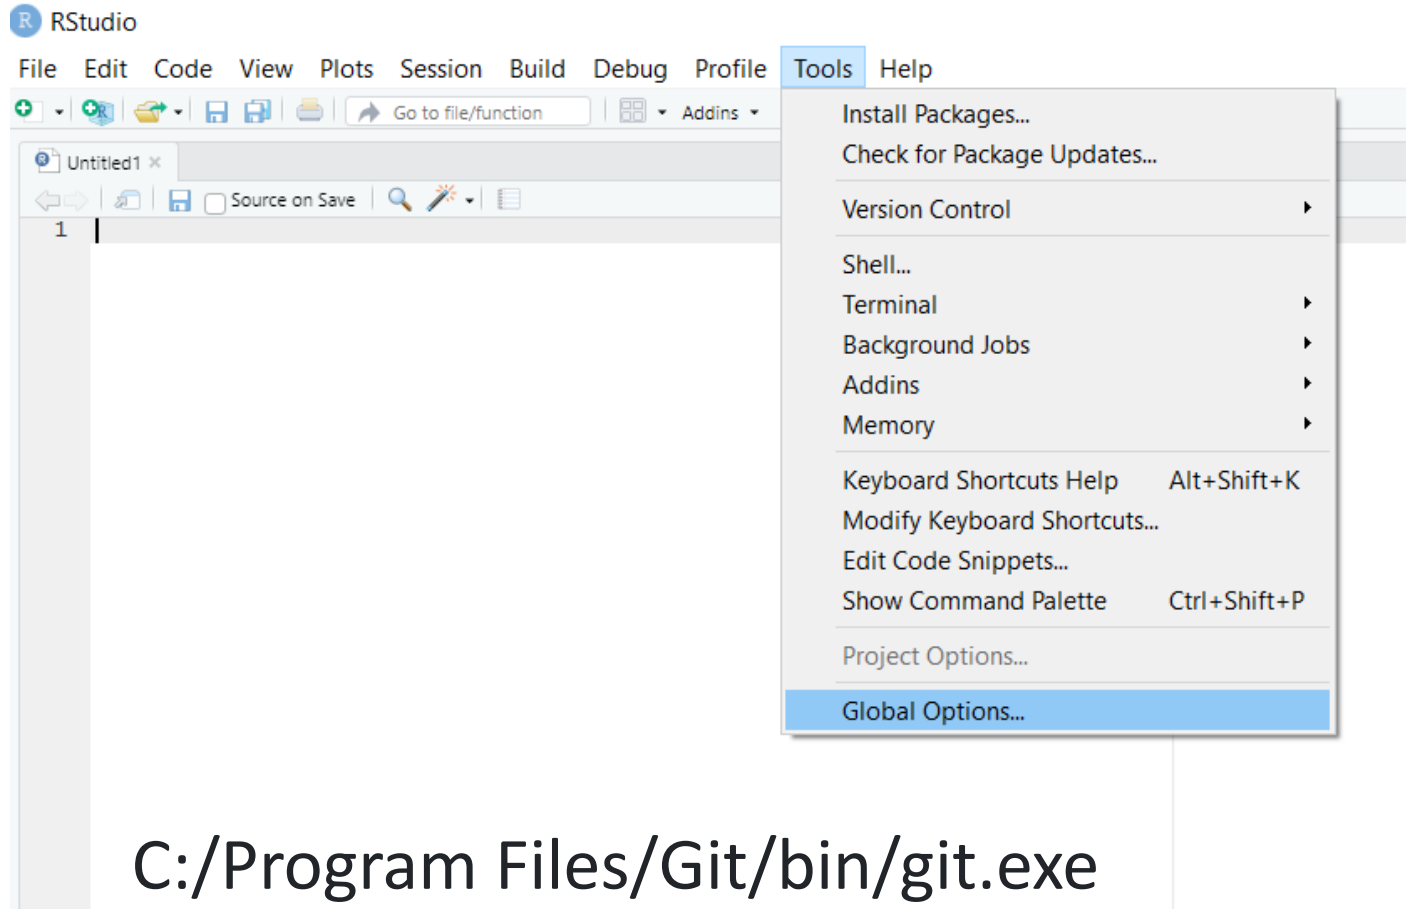 RStudio
File Edit Code View Plots Session Build Debug Profile Tools Help
Go to file/function Addins
Untitled1
Source on Save
1
Install Packages...
Check for Package Updates...
Version Control
Shell...
Terminal
Background Jobs
Addins
Memory
Keyboard Shortcuts Help Alt+Shift+K
Modify Keyboard Shortcuts...
Edit Code Snippets...
Show Command Palette Ctrl+Shift+P
Project Options...
Global Options...
C:/Program Files/Git/bin/git.exe